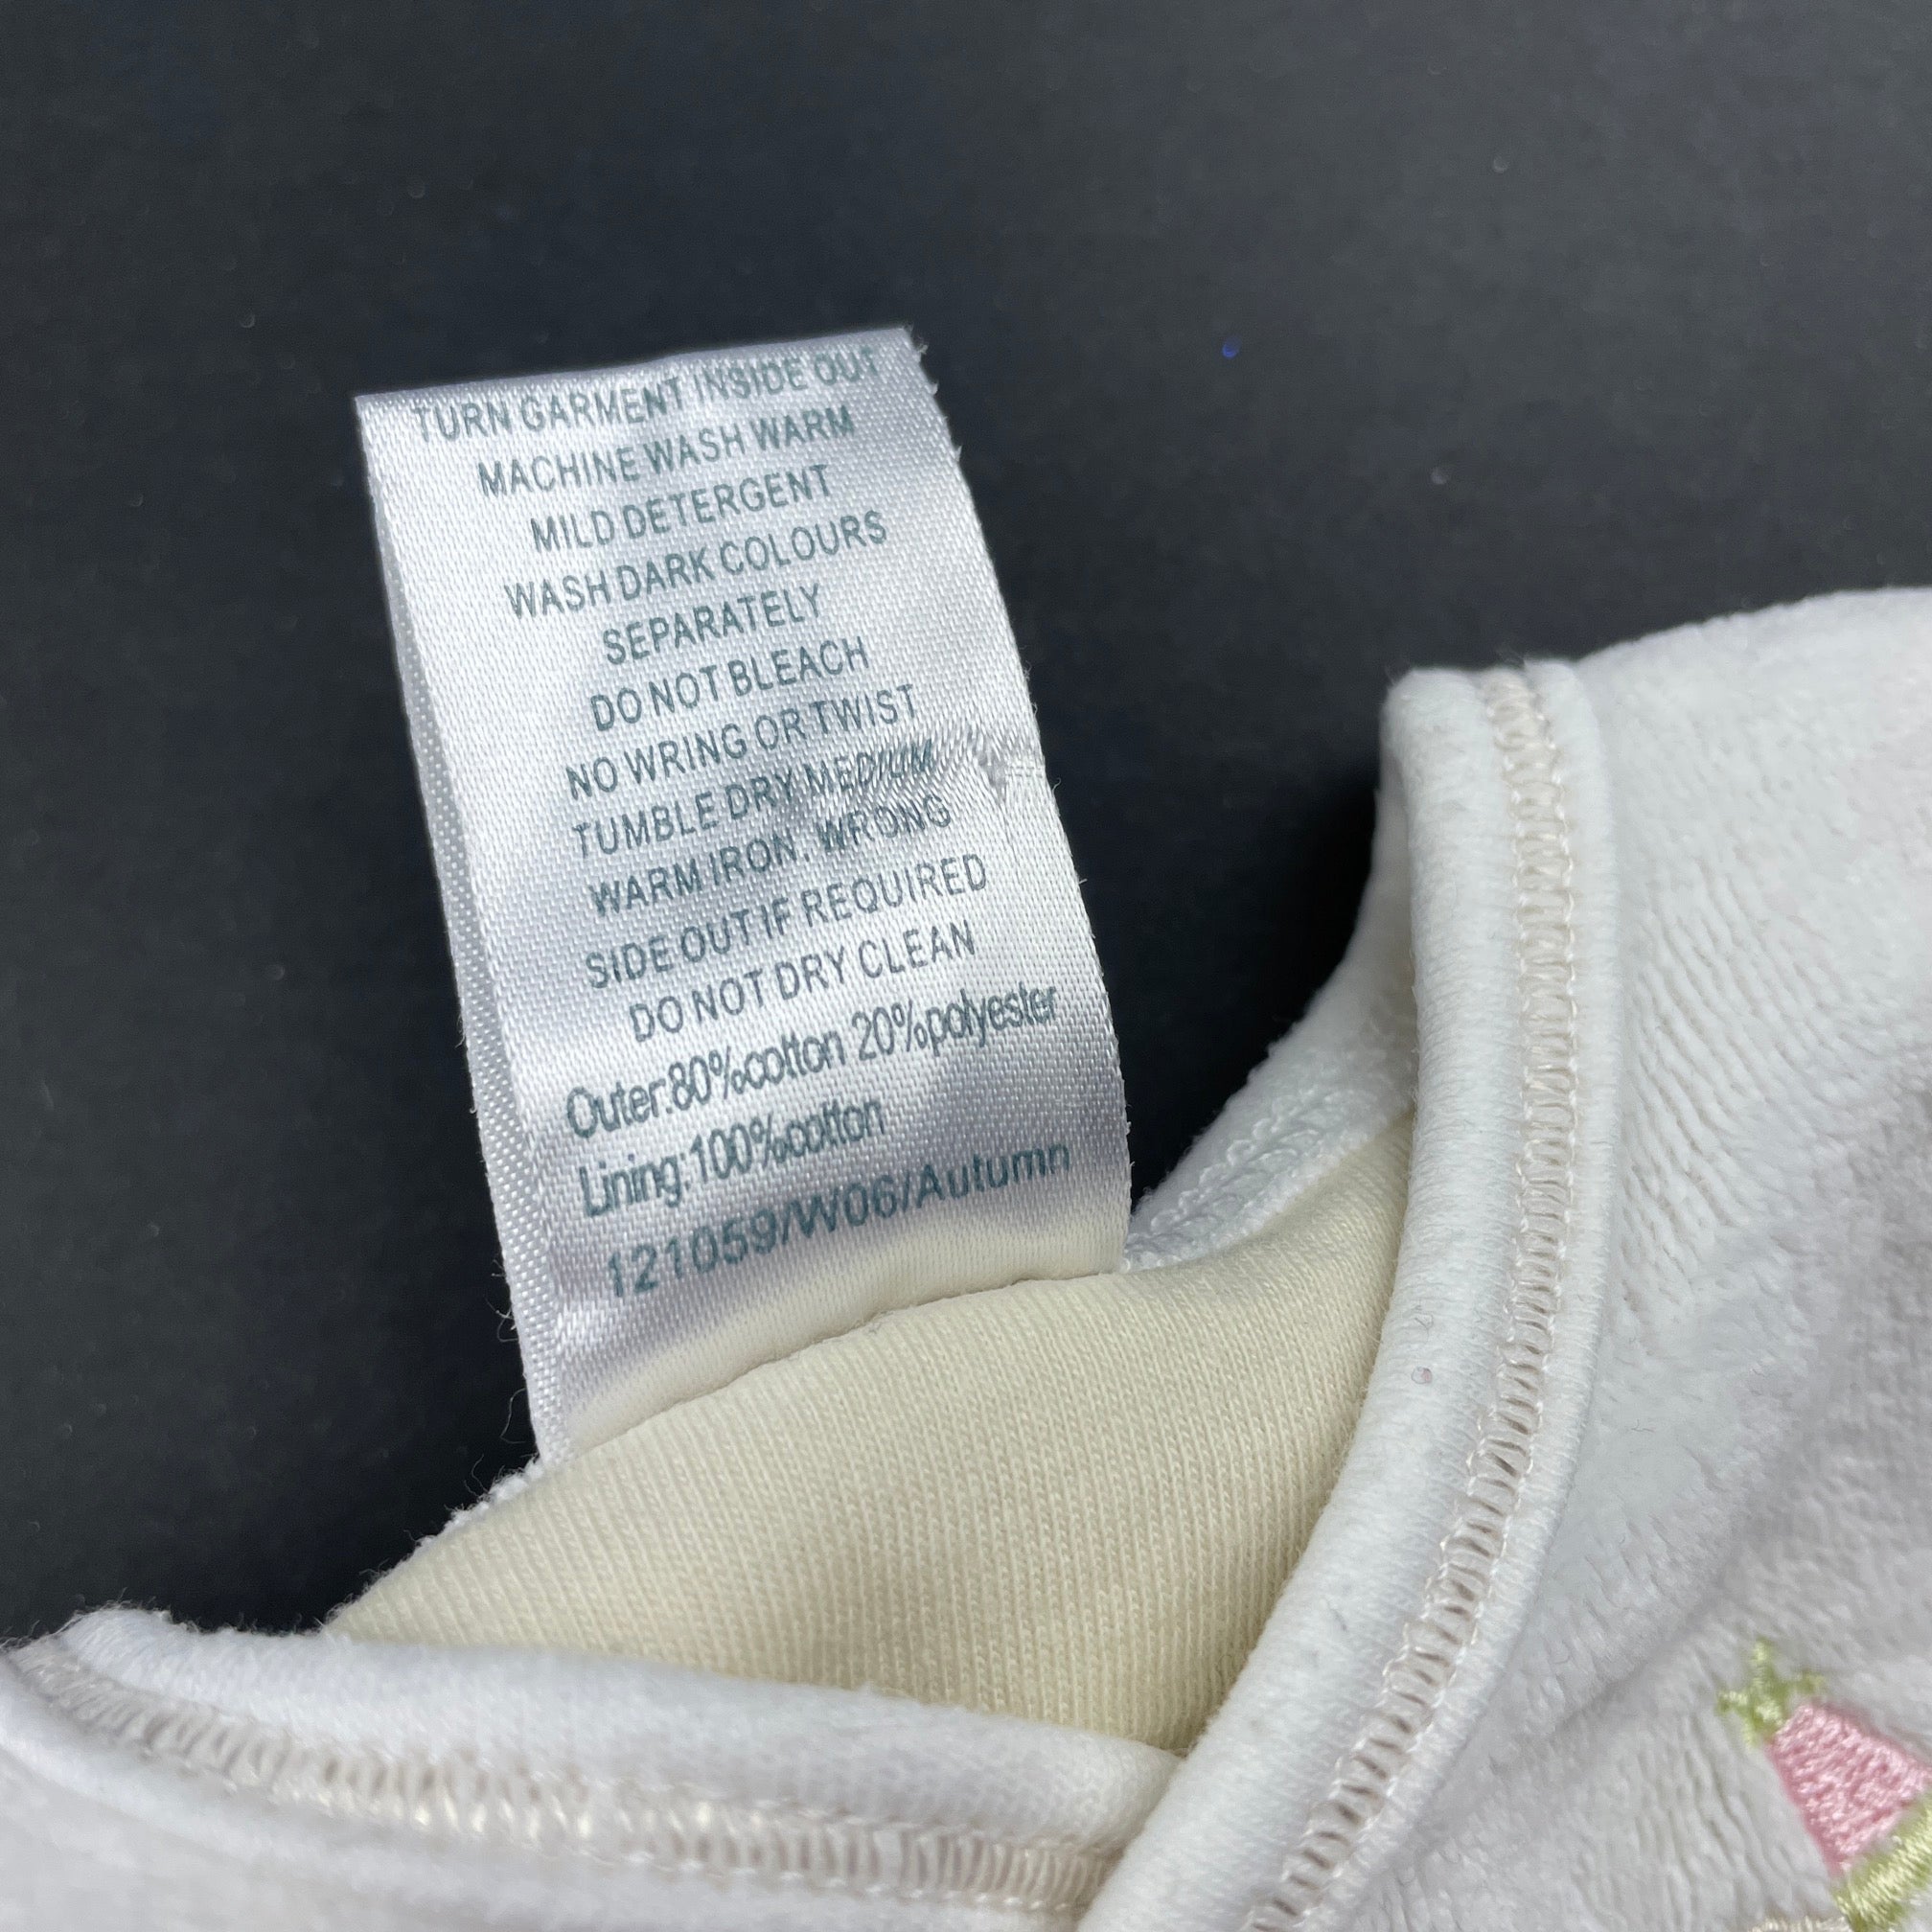 TURN GARMENT INSIDE OUT
MACHINE WASH WARM
MILD DETERGENT
WASH DARK COLOURS
SEPARATELY
DO NOT BLEACH
NO WRING OR TWIST
TUMBLE DRY MEDIUM
WARM IRON. WRONG
SIDE OUT IF REQUIRED
DO NOT DRY CLEAN
Outer:80%cotton 20%polyester
Lining:100%cotton
121059/W06/Autumn